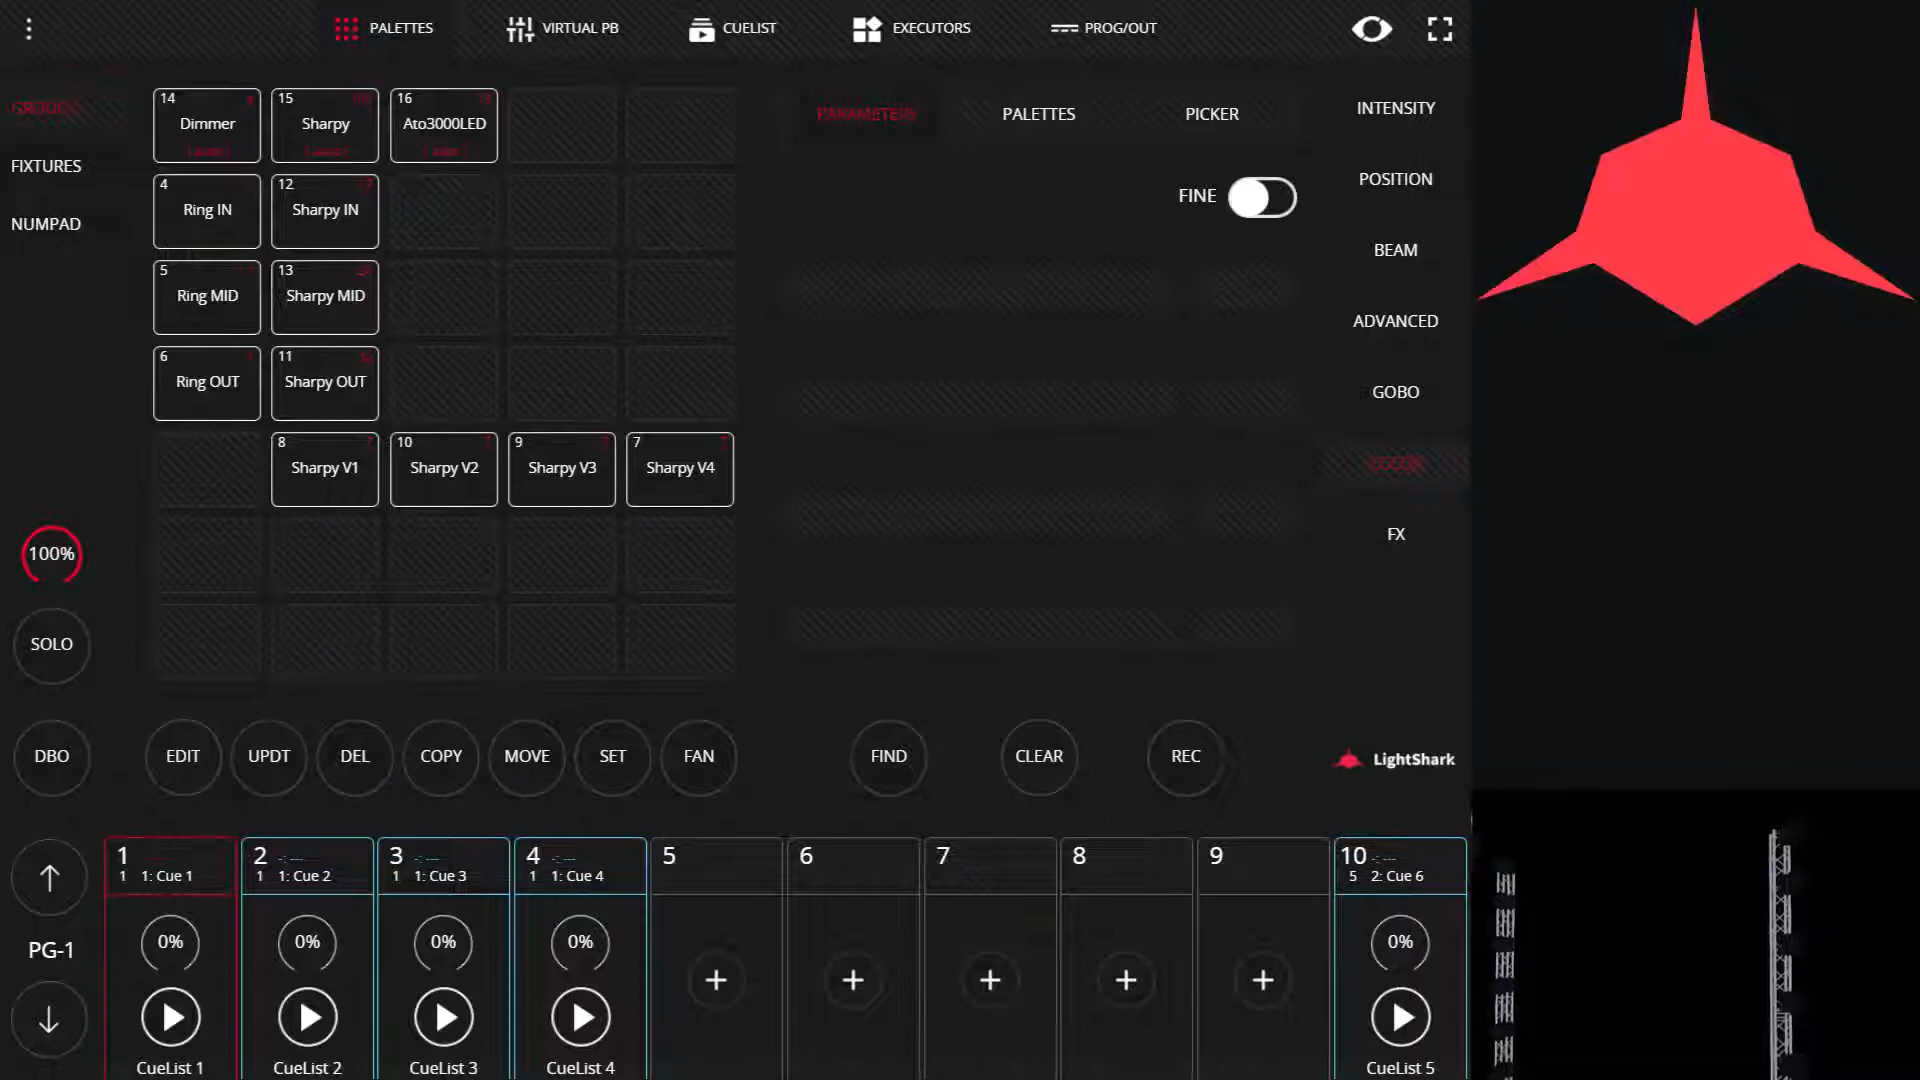 PALETTES
VIRTUAL PB
CUELIST
EXECUTORS
PROG/OUT
GROUPS
FIXTURES
NUMPAD
14
Dimmer
15
Sharpy
16
Ato3000LED
4
Ring IN
12
Sharpy IN
5
Ring MID
13
Sharpy MID
6
Ring OUT
11
Sharpy OUT
8
Sharpy V1
10
Sharpy V2
9
Sharpy V3
7
Sharpy V4
PARAMETERS
PALETTES
PICKER
FINE
INTENSITY
POSITION
BEAM
ADVANCED
GOBO
FX
100%
SOLO
DBO
EDIT
UPDT
DEL
COPY
MOVE
SET
FAN
FIND
CLEAR
REC
LightShark
PG-1
1
1 1: Cue 1
0%
CueList 1
2 -: ---
1 1: Cue 2
0%
CueList 2
3 -: ---
1 1: Cue 3
0%
CueList 3
4 -: ---
1 1: Cue 4
0%
CueList 4
5
6
7
8
9
10 -: ---
5 2: Cue 6
0%
CueList 5